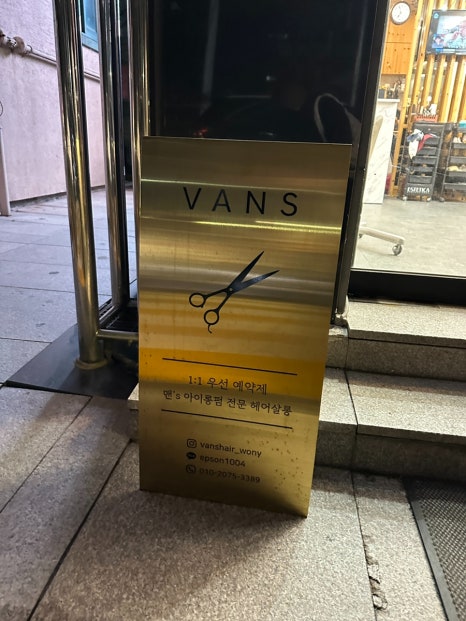 VANS
1:1 우선 예약제
맨's 아이롱펌 전문 헤어살롱
vanshair_wony
epson1004
010-2075-3389